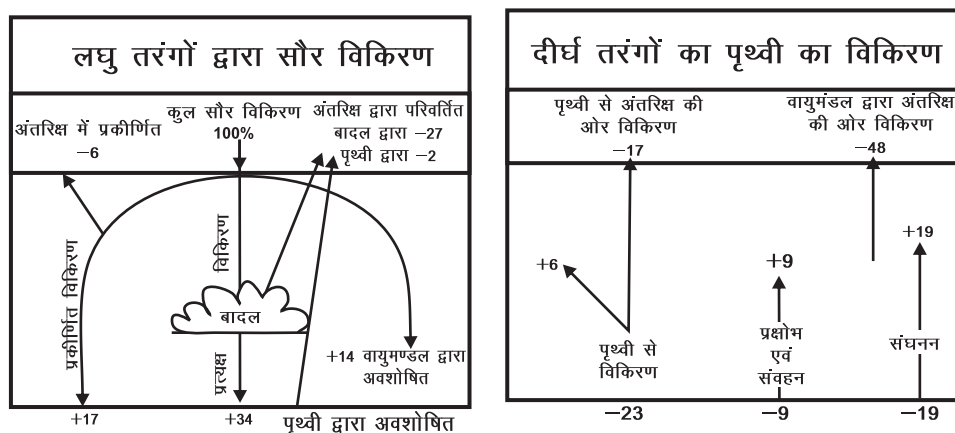 लघु तरंगों द्वारा सौर विकिरण
अंतरिक्ष में प्रकीर्णित
–6
कुल सौर विकिरण
100%
अंतरिक्ष द्वारा परिवर्तित
बादल द्वारा –27
पृथ्वी द्वारा –2
प्रकीर्णित विकिरण
विकिरण
बादल
प्रत्यक्ष
+14 वायुमण्डल द्वारा
अवशोषित
+17
+34
पृथ्वी द्वारा अवशोषित
दीर्घ तरंगों का पृथ्वी का विकिरण
पृथ्वी से अंतरिक्ष की
ओर विकिरण
–17
वायुमंडल द्वारा अंतरिक्ष
की ओर विकिरण
–48
+6
+9
+19
पृथ्वी से
विकिरण
प्रक्षोभ
एवं
संवहन
संघनन
–23
–9
–19